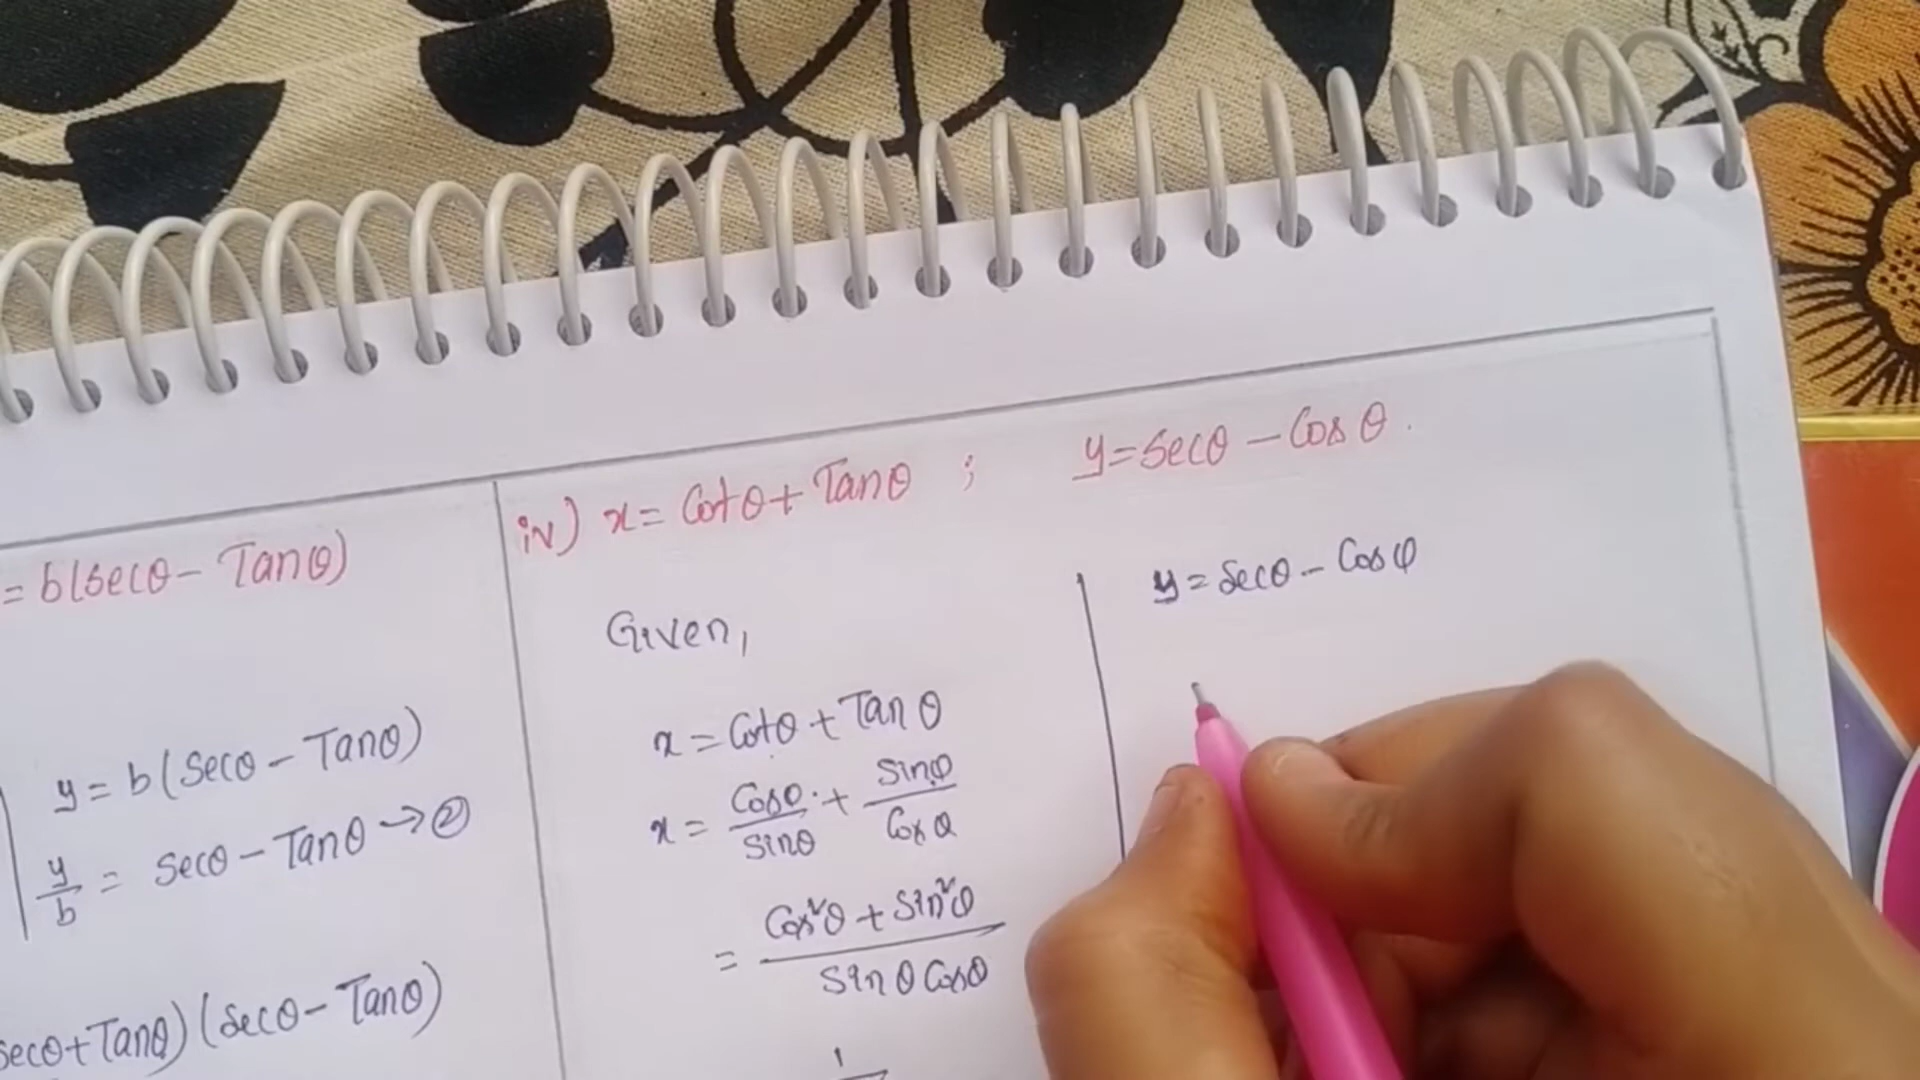 = b(secθ - Tanθ)
y = b(Secθ - Tanθ)
y/b = secθ - Tanθ → ②
secθ+Tanθ) (secθ - Tanθ)
iv) x = Cotθ + Tanθ ; y = Secθ - Cosθ.
Given,
x = Cotθ + Tanθ
x = Cosθ/Sinθ + Sinθ/Cosθ
= Cos²θ + Sin²θ / Sinθ Cosθ
1
y = Secθ - Cosθ